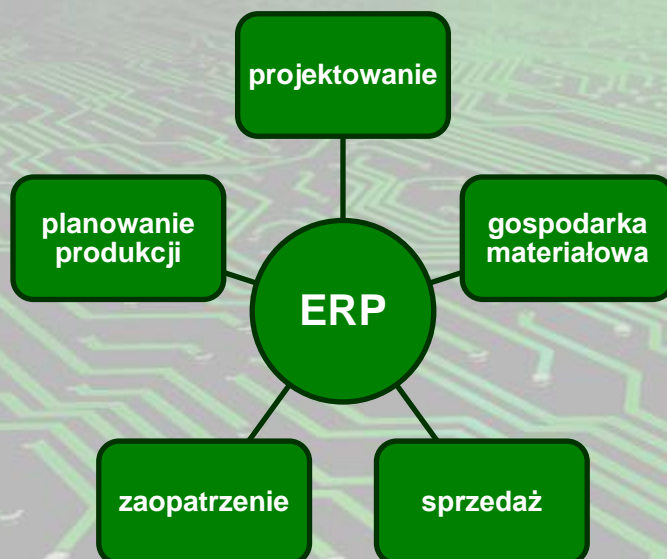 projektowanie
planowanie
produkcji
gospodarka
materiałowa
ERP
zaopatrzenie
sprzedaż